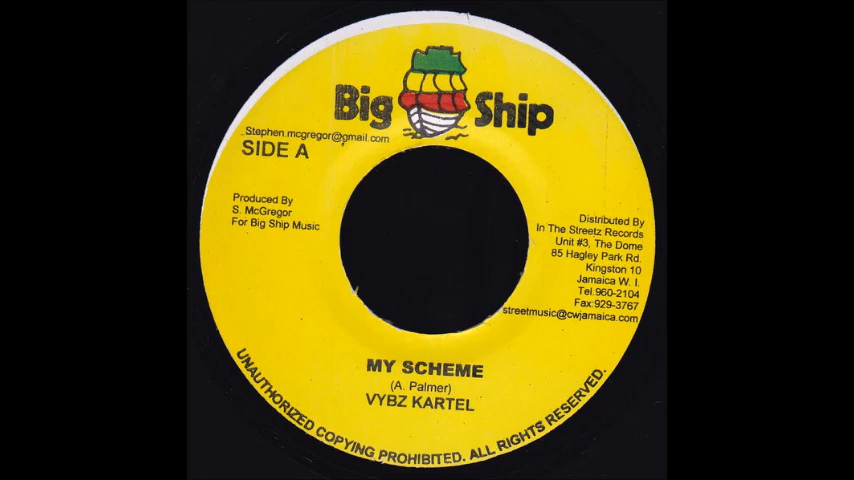 Big Ship
Stephen.mcgregor@gmail.com
SIDE A
Produced By
S. McGregor
For Big Ship Music
Distributed By
In The Streetz Records
Unit #3, The Dome
85 Hagley Park Rd.
Kingston 10
Jamaica W. I.
Tel:960-2104
Fax:929-3767
streetmusic@cwjamaica.com
MY SCHEME
(A. Palmer)
VYBZ KARTEL
UNAUTHORIZED COPYING PROHIBITED. ALL RIGHTS RESERVED.